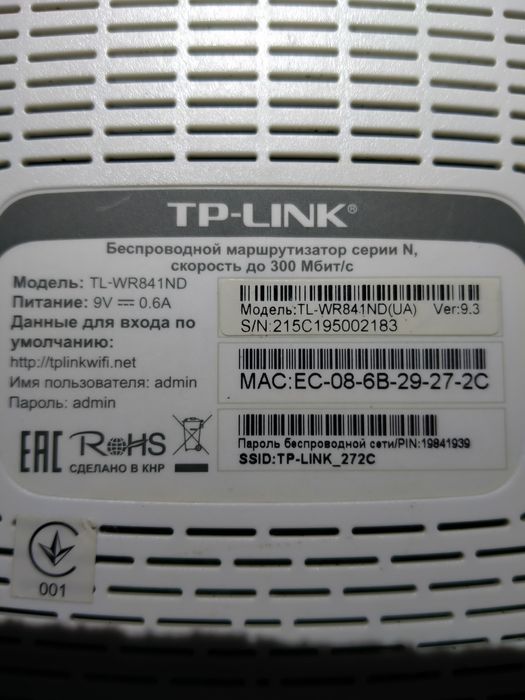 TP-LINK®
Беспроводной маршрутизатор серии N,
скорость до 300 Мбит/с
Модель: TL-WR841ND
Питание: 9V ⎓ 0.6A
Данные для входа по
умолчанию:
http://tplinkwifi.net
Имя пользователя: admin
Пароль: admin
EAC RoHS
СДЕЛАНО В КНР
Модель:TL-WR841ND(UA) Ver:9.3
S/N:215C195002183
MAC:EC-08-6B-29-27-2C
Пароль беспроводной сети/PIN:19841939
SSID:TP-LINK_272C
001